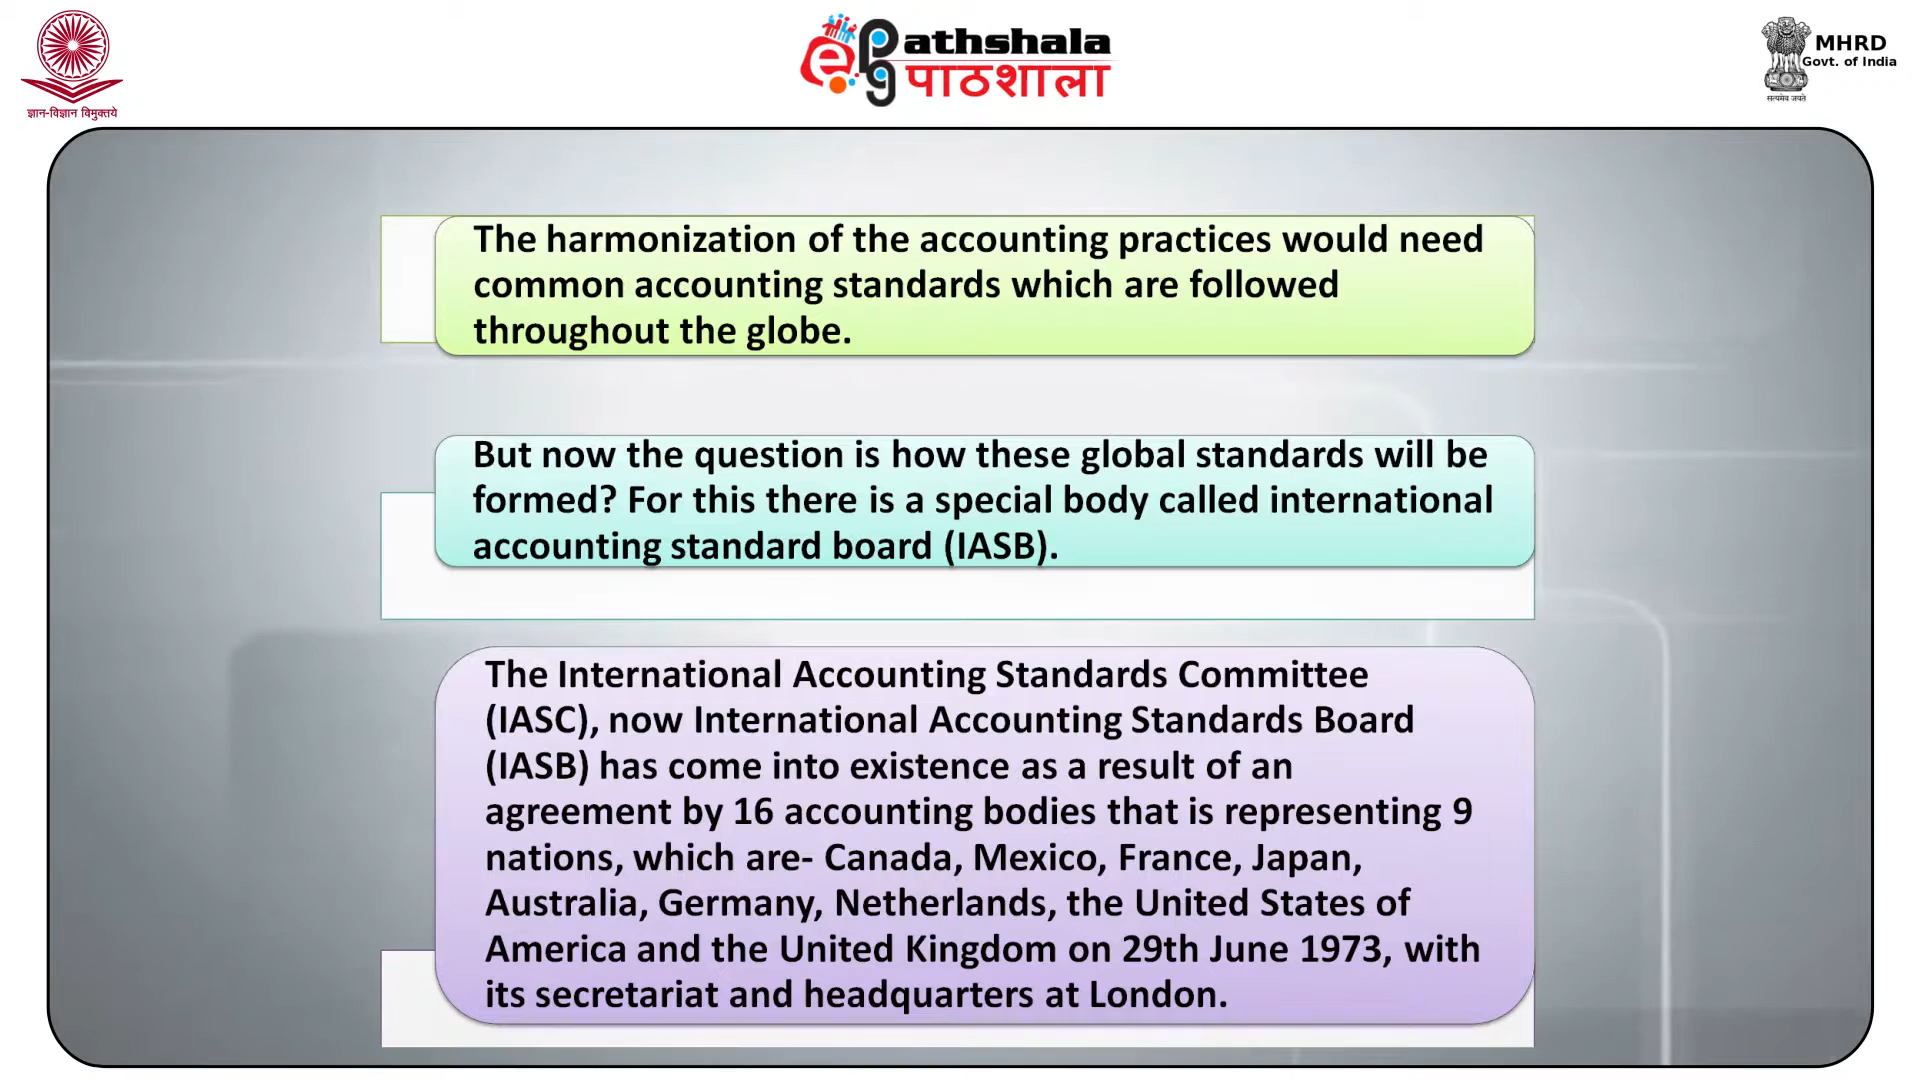 ज्ञान-विज्ञान विमुक्तये
e PG athshala
पाठशाला
MHRD
Govt. of India
सत्यमेव जयते
The harmonization of the accounting practices would need
common accounting standards which are followed
throughout the globe.
But now the question is how these global standards will be
formed? For this there is a special body called international
accounting standard board (IASB).
The International Accounting Standards Committee
(IASC), now International Accounting Standards Board
(IASB) has come into existence as a result of an
agreement by 16 accounting bodies that is representing 9
nations, which are- Canada, Mexico, France, Japan,
Australia, Germany, Netherlands, the United States of
America and the United Kingdom on 29th June 1973, with
its secretariat and headquarters at London.